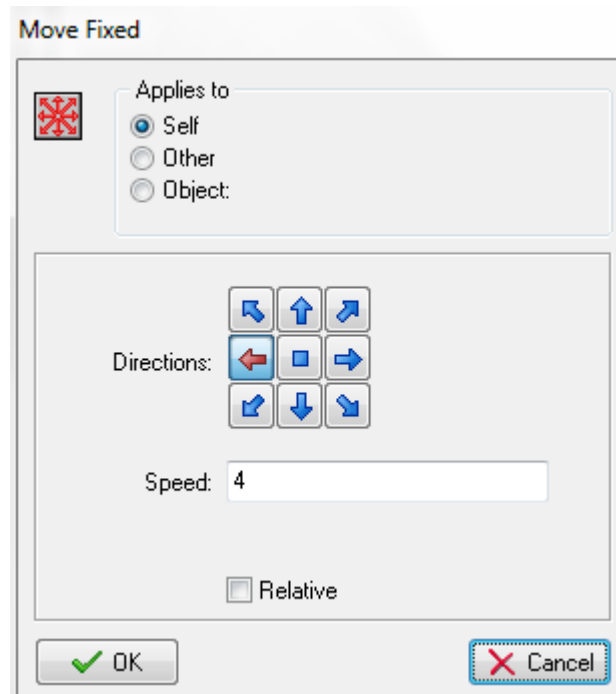 Move Fixed
Applies to
Self
Other
Object:
Directions:
Speed: 4
Relative
OK Cancel